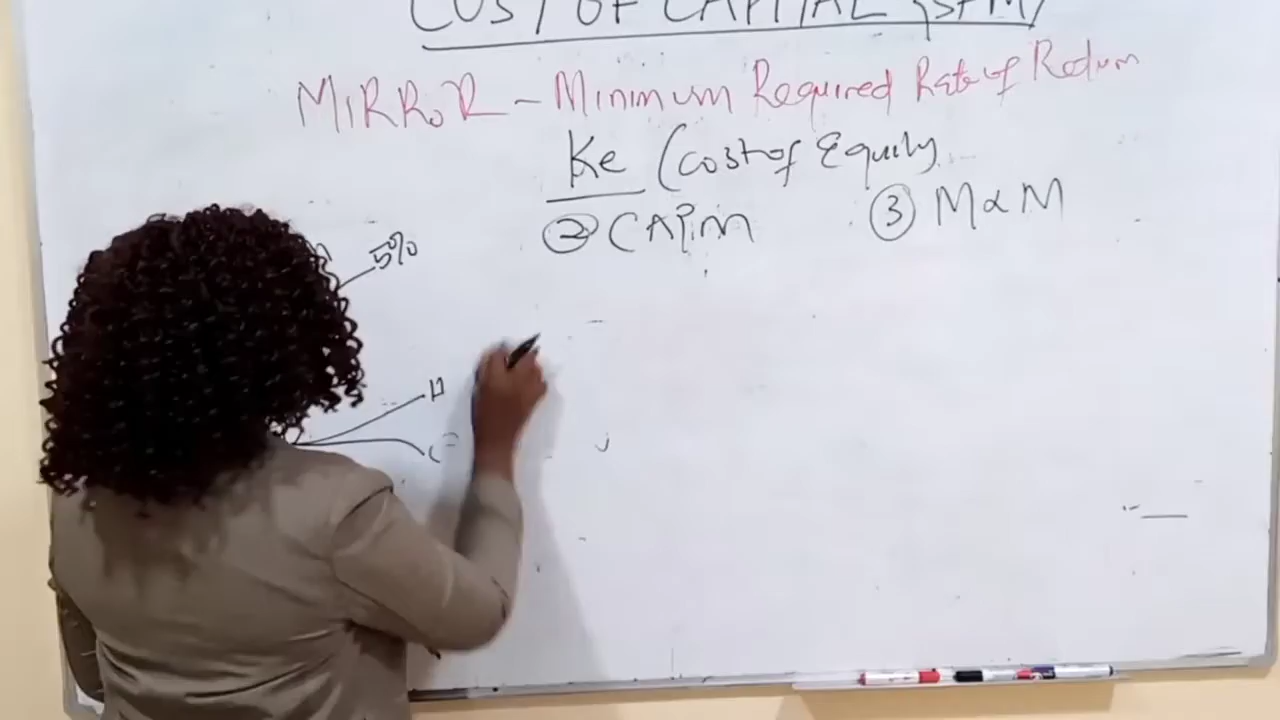 COST OF CAPITAL (SFM)
MIRROR - Minimum Required Rate of Return
Ke (Cost of Equity
② CAPM ③ M & M
5%